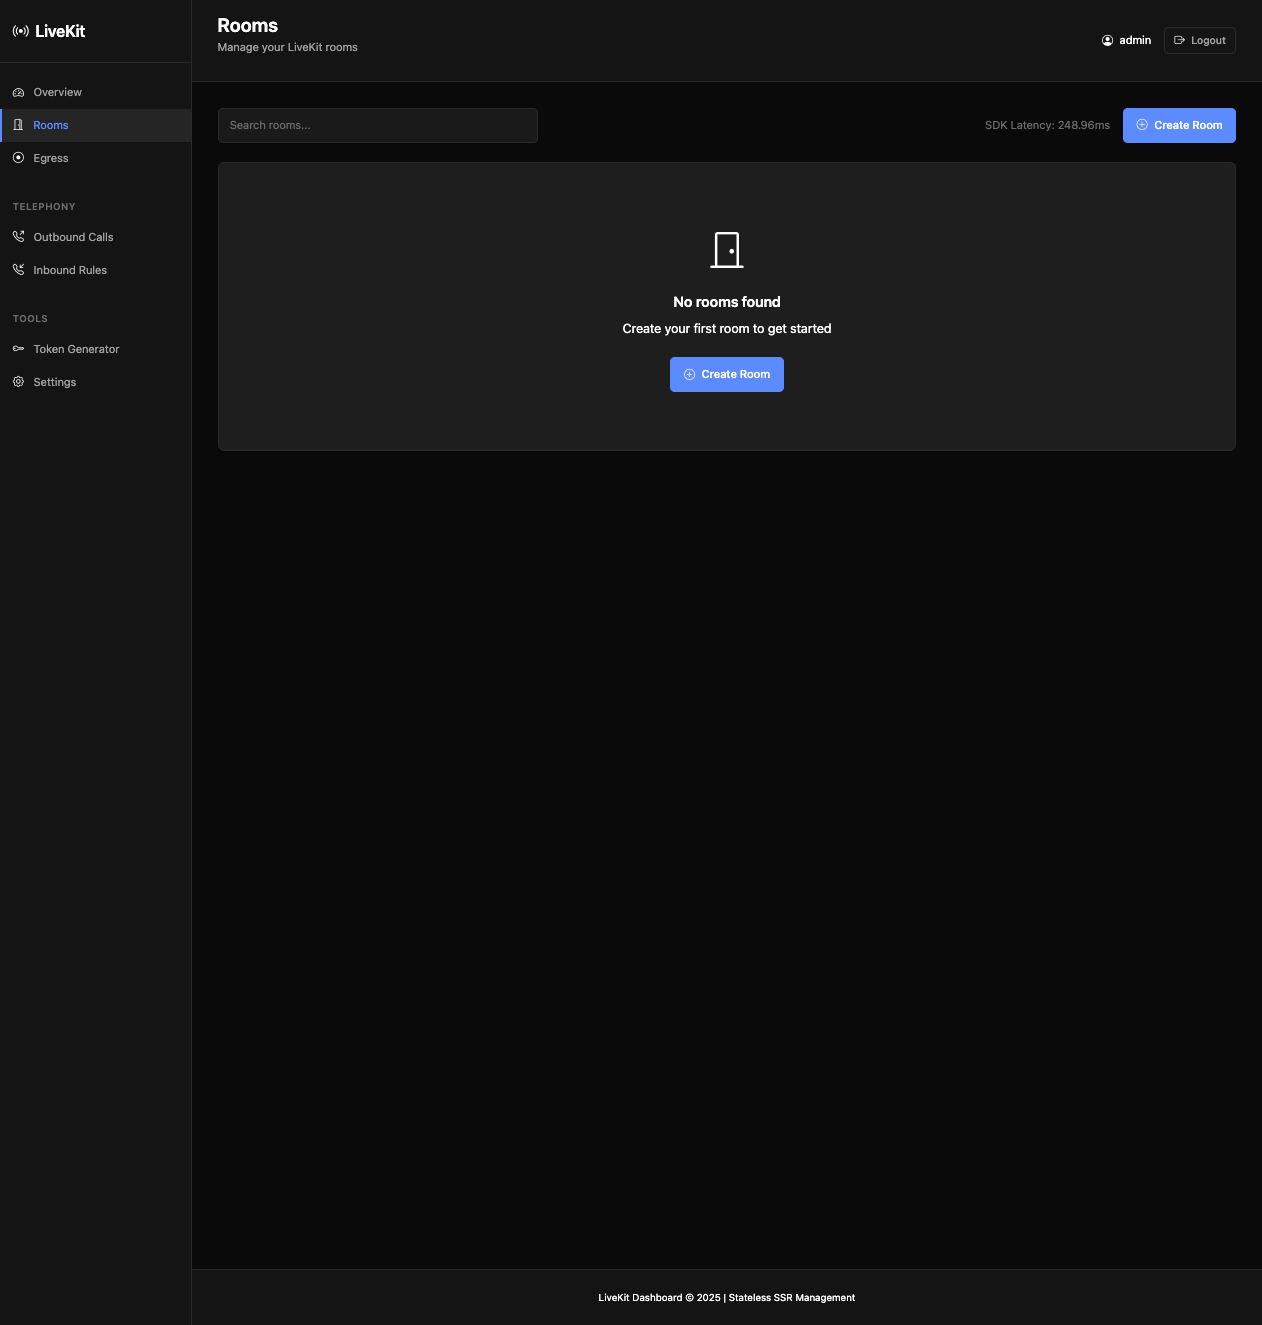 LiveKit
Overview
Rooms
Egress
TELEPHONY
Outbound Calls
Inbound Rules
TOOLS
Token Generator
Settings
Rooms
Manage your LiveKit rooms
admin
Logout
Search rooms...
SDK Latency: 248.96ms
Create Room
No rooms found
Create your first room to get started
Create Room
LiveKit Dashboard © 2025 | Stateless SSR Management